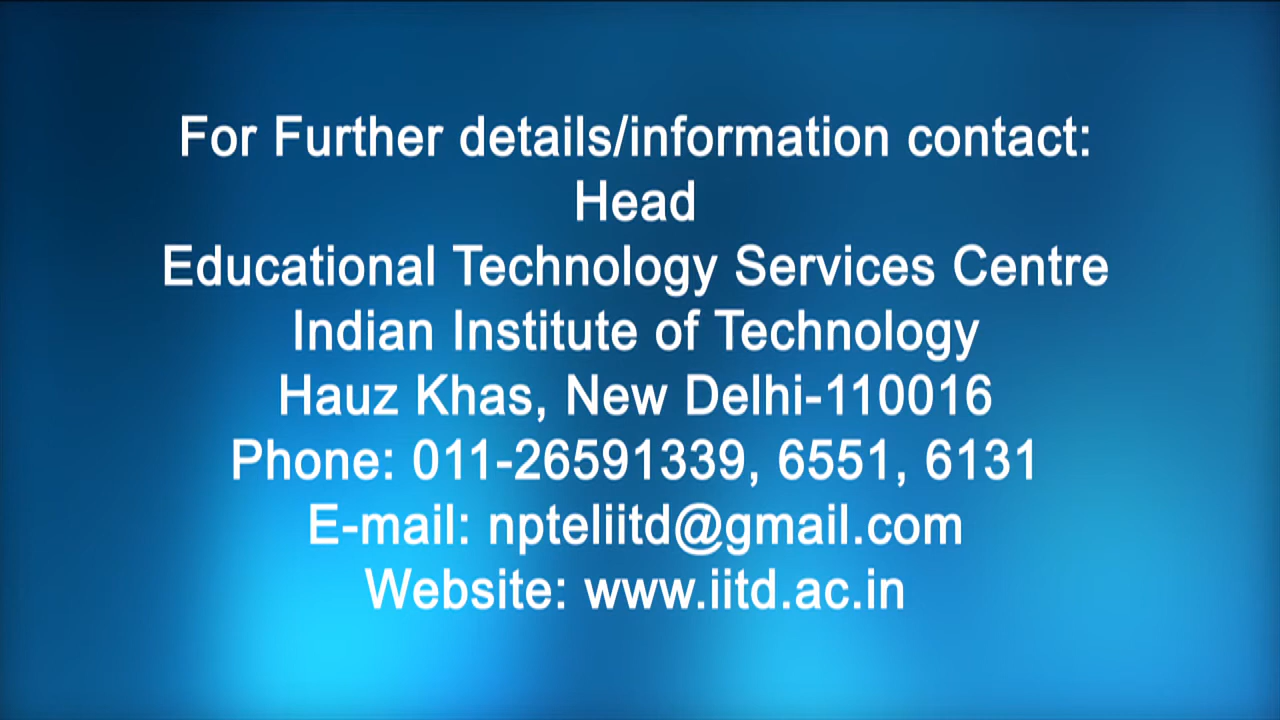 For Further details/information contact:
Head
Educational Technology Services Centre
Indian Institute of Technology
Hauz Khas, New Delhi-110016
Phone: 011-26591339, 6551, 6131
E-mail: npteliitd@gmail.com
Website: www.iitd.ac.in